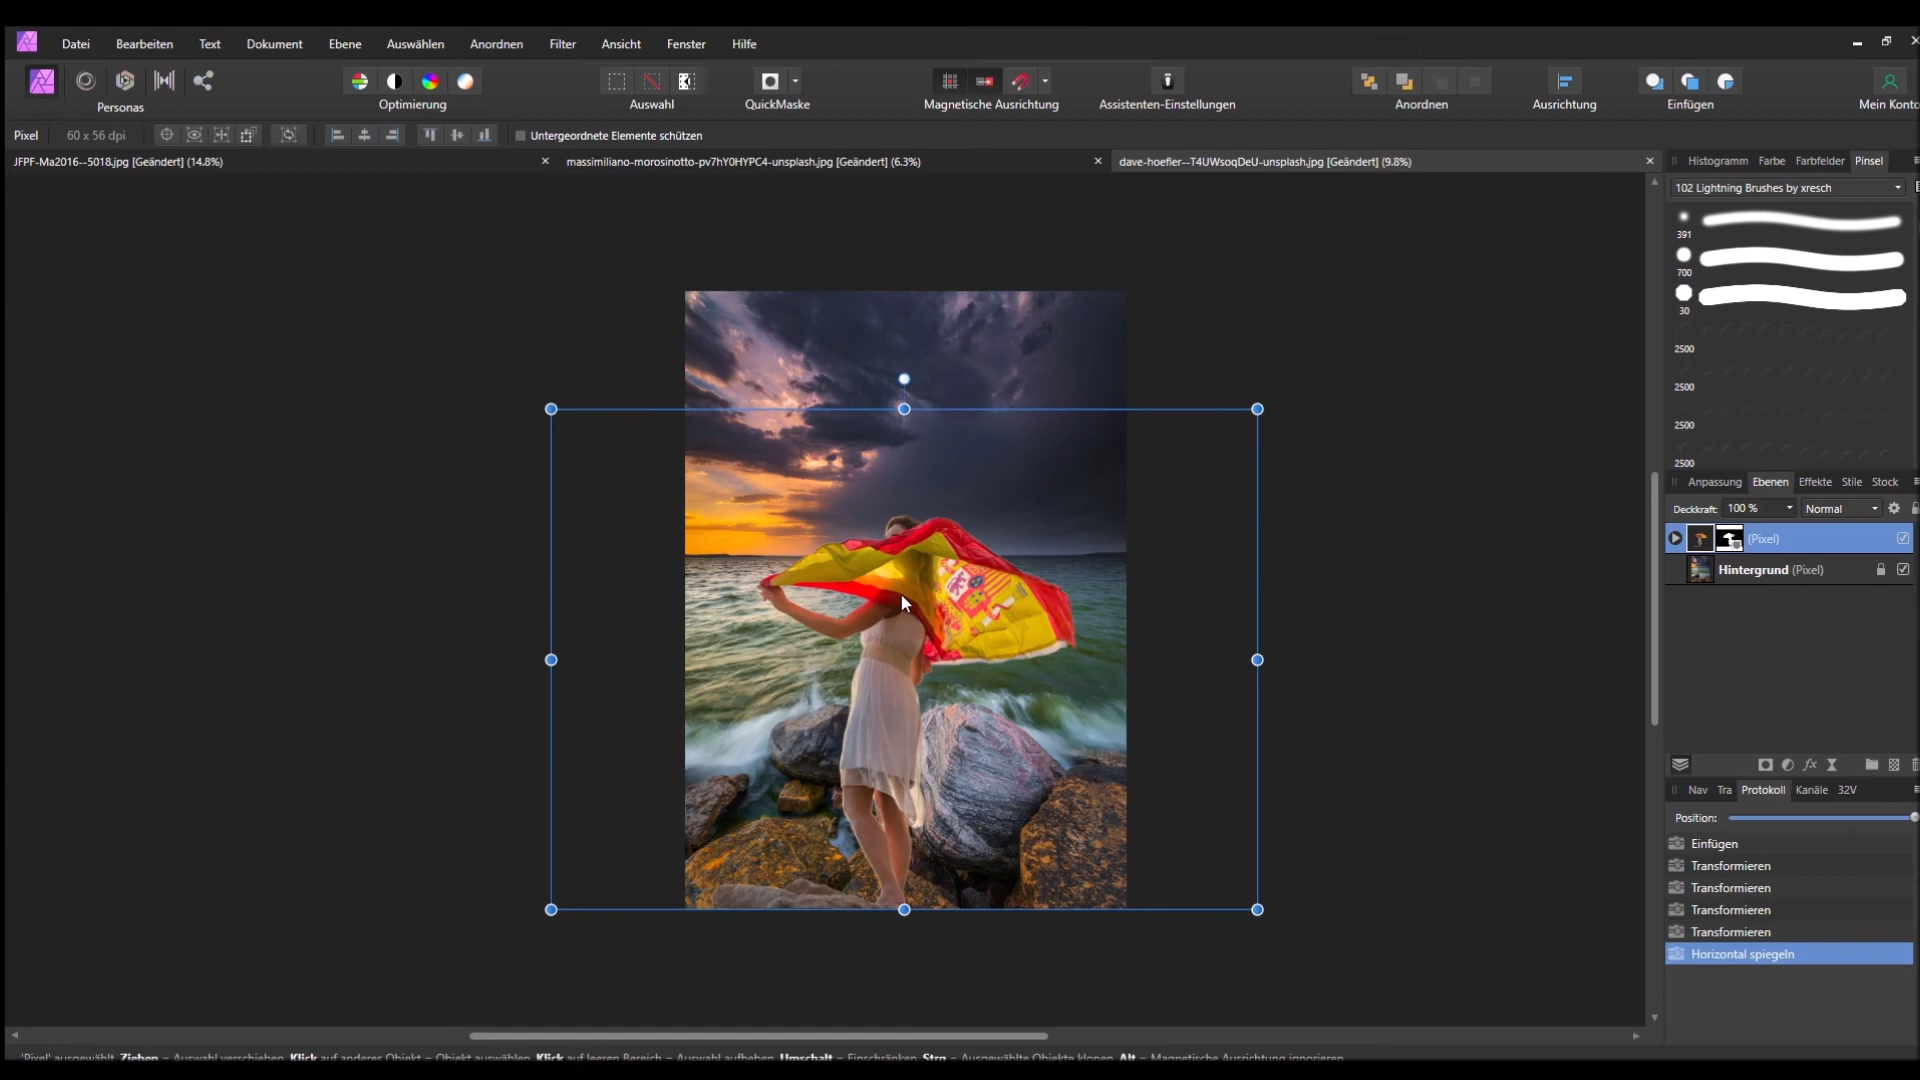 Datei Bearbeiten Text Dokument Ebene Auswählen Anordnen Filter Ansicht Fenster Hilfe
Personas Optimierung Auswahl QuickMaske Magnetische Ausrichtung Assistenten-Einstellungen Anordnen Ausrichtung Einfügen Mein Konto
Pixel 60 x 56 dpi Untergeordnete Elemente schützen
JFPF-Ma2016--5018.jpg [Geändert] (14.8%) massimiliano-morosinotto-pv7hY0HYPC4-unsplash.jpg [Geändert] (6.3%) dave-hoefler--T4UWsoqDeU-unsplash.jpg [Geändert] (9.8%)
Histogramm Farbe Farbfelder Pinsel
102 Lightning Brushes by xresch
391
700
30
2500
2500
2500
2500
Anpassung Ebenen Effekte Stile Stock
Deckkraft: 100 % Normal
(Pixel)
Hintergrund (Pixel)
Nav Tra Protokoll Kanäle 32V
Position:
Einfügen
Transformieren
Transformieren
Transformieren
Transformieren
Horizontal spiegeln
'Pixel' ausgewählt. Ziehen = Auswahl verschieben. Klick auf anderes Objekt = Objekt auswählen. Klick auf leeren Bereich = Auswahl aufheben. Umschalt = Einschränken. Strg = Ausgewählte Objekte klonen. Alt = Magnetische Ausrichtung ignorieren.